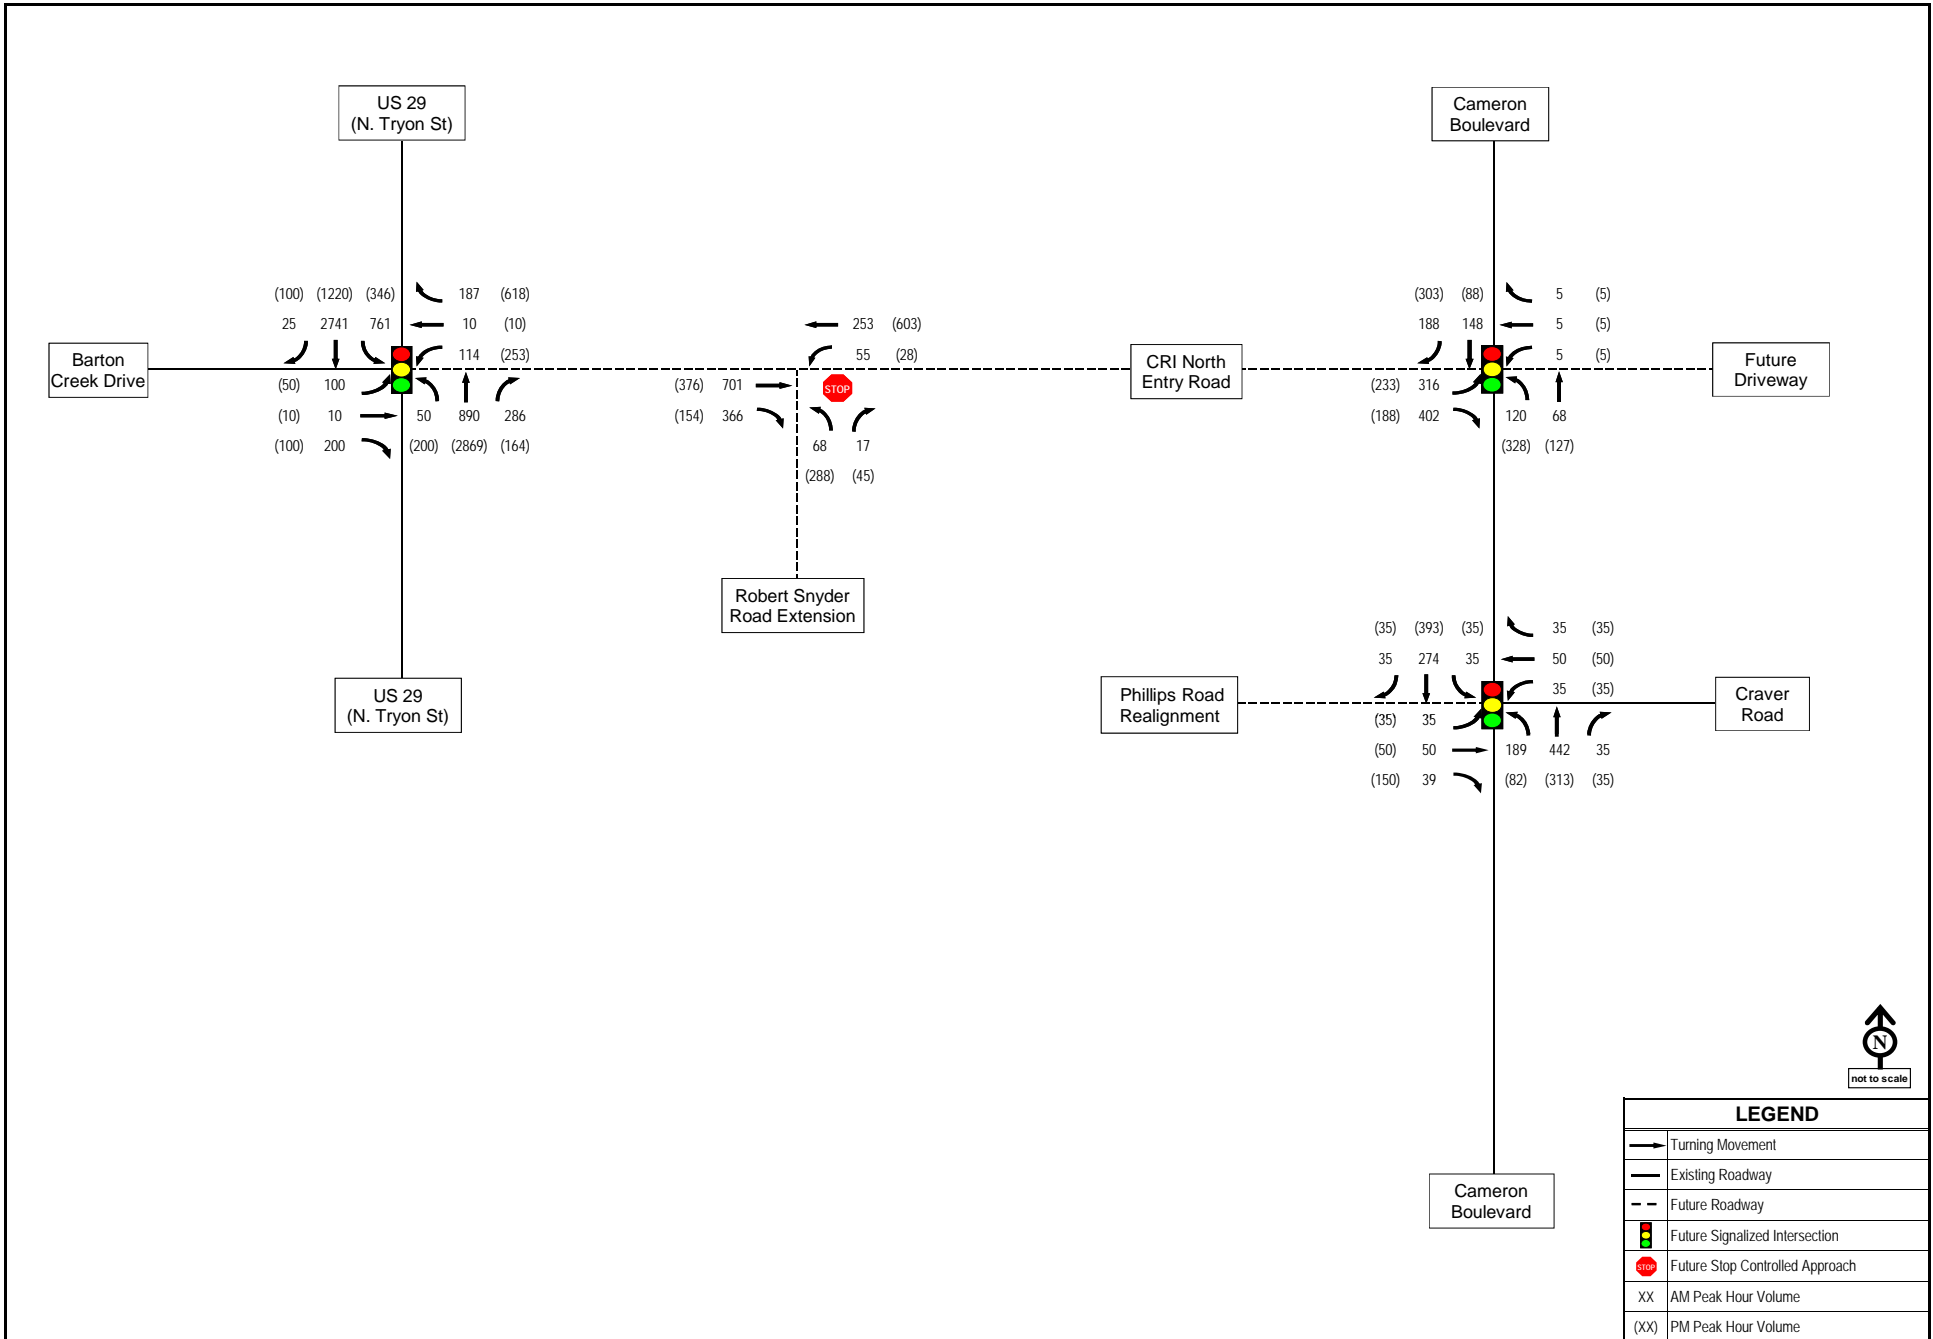 US 29
(N. Tryon St)
Cameron
Boulevard
(100) (1220) (346) 187 (618)
25 2741 761 10 (10)
114 (253)
Barton
Creek Drive
(50) 100
(10) 10 50 890 286
(100) 200 (200) (2869) (164)
253 (603)
55 (28)
(376) 701 STOP
(154) 366
68 17
(288) (45)
CRI North
Entry Road
(303) (88) 5 (5)
188 148 5 (5)
5 (5)
Future
Driveway
(233) 316
(188) 402 120 68
(328) (127)
Robert Snyder
Road Extension
US 29
(N. Tryon St)
(35) (393) (35) 35 (35)
35 274 35 50 (50)
35 (35)
Phillips Road
Realignment
Craver
Road
(35) 35
(50) 50 189 442 35
(150) 39 (82) (313) (35)
Cameron
Boulevard
N
not to scale
LEGEND
Turning Movement
Existing Roadway
Future Roadway
Future Signalized Intersection
STOP Future Stop Controlled Approach
XX AM Peak Hour Volume
(XX) PM Peak Hour Volume